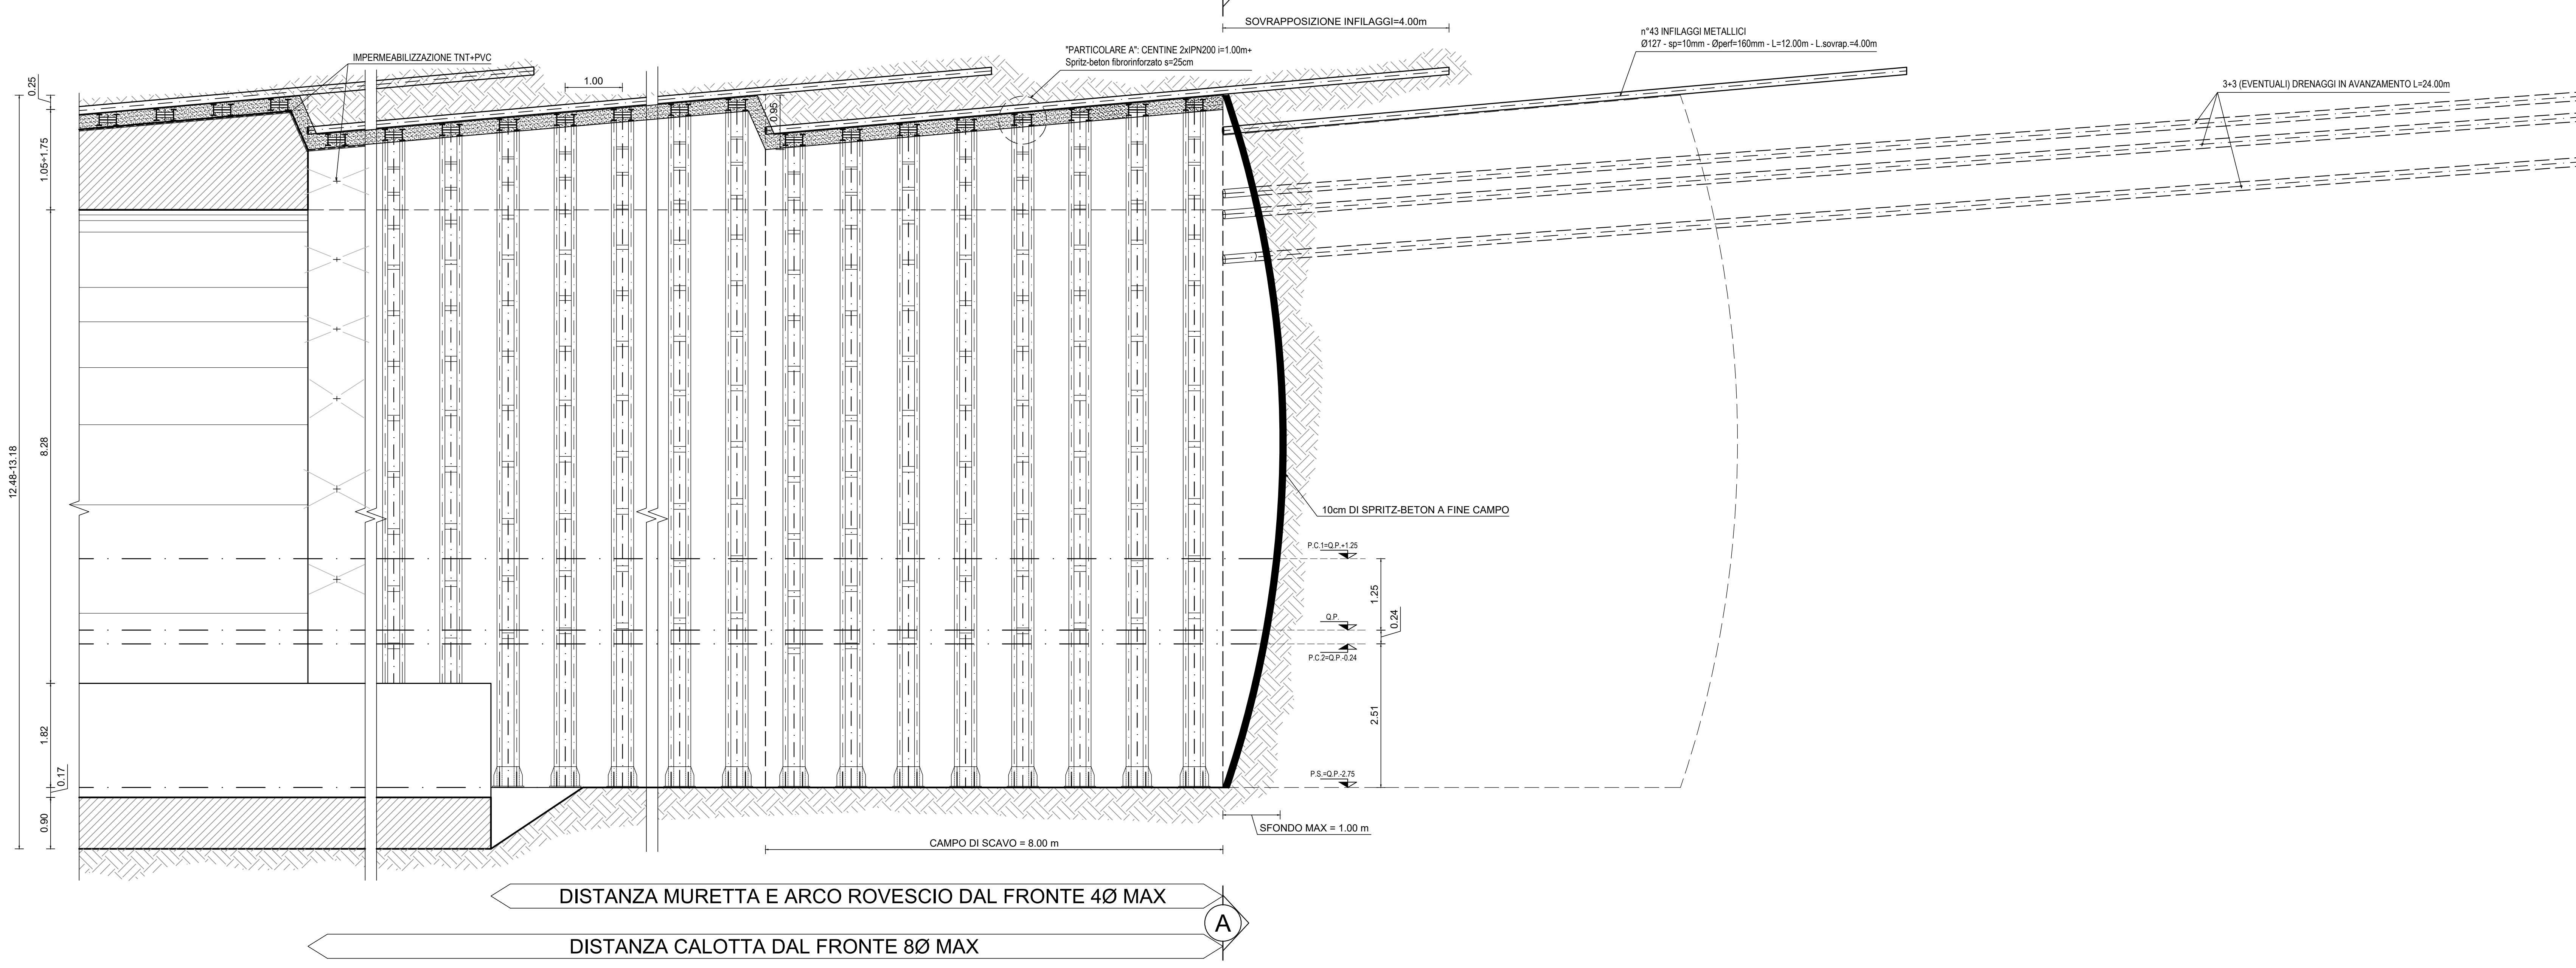 SOVRAPPOSIZIONE INFILAGGI=4.00m
n°43 INFILAGGI METALLICI
Ø127 - sp=10mm - Øperf=160mm - L=12.00m - L.sovrap.=4.00m
"PARTICOLARE A": CENTINE 2xIPN200 i=1.00m+
Spritz-beton fibrorinforzato s=25cm
IMPERMEABILIZZAZIONE TNT+PVC
3+3 (EVENTUALI) DRENAGGI IN AVANZAMENTO L=24.00m
0.25
1.00
0.95
1.05÷1.75
8.28
12.48-13.18
10cm DI SPRITZ-BETON A FINE CAMPO
P.C.1=Q.P.+1.25
1.25
Q.P.
0.24
P.C.2=Q.P.-0.24
2.51
1.82
0.17
P.S.=Q.P.-2.75
0.90
SFONDO MAX = 1.00 m
CAMPO DI SCAVO = 8.00 m
DISTANZA MURETTA E ARCO ROVESCIO DAL FRONTE 4Ø MAX
A
DISTANZA CALOTTA DAL FRONTE 8Ø MAX